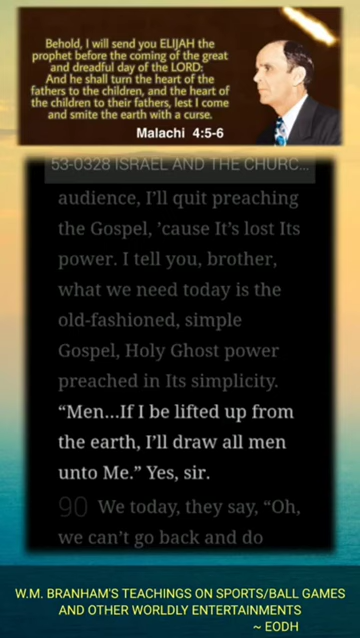 Behold, I will send you ELIJAH the
prophet before the coming of the great
and dreadful day of the LORD:
And he shall turn the heart of the
fathers to the children, and the heart of
the children to their fathers, lest I come
and smite the earth with a curse.
Malachi 4:5-6
53-0328 ISRAEL AND THE CHURC...
audience, I'll quit preaching
the Gospel, 'cause It's lost Its
power. I tell you, brother,
what we need today is the
old-fashioned, simple
Gospel, Holy Ghost power
preached in Its simplicity.
“Men...If I be lifted up from
the earth, I'll draw all men
unto Me.” Yes, sir.
90 We today, they say, “Oh,
we can't go back and do
W.M. BRANHAM'S TEACHINGS ON SPORTS/BALL GAMES
AND OTHER WORLDLY ENTERTAINMENTS
~ EODH